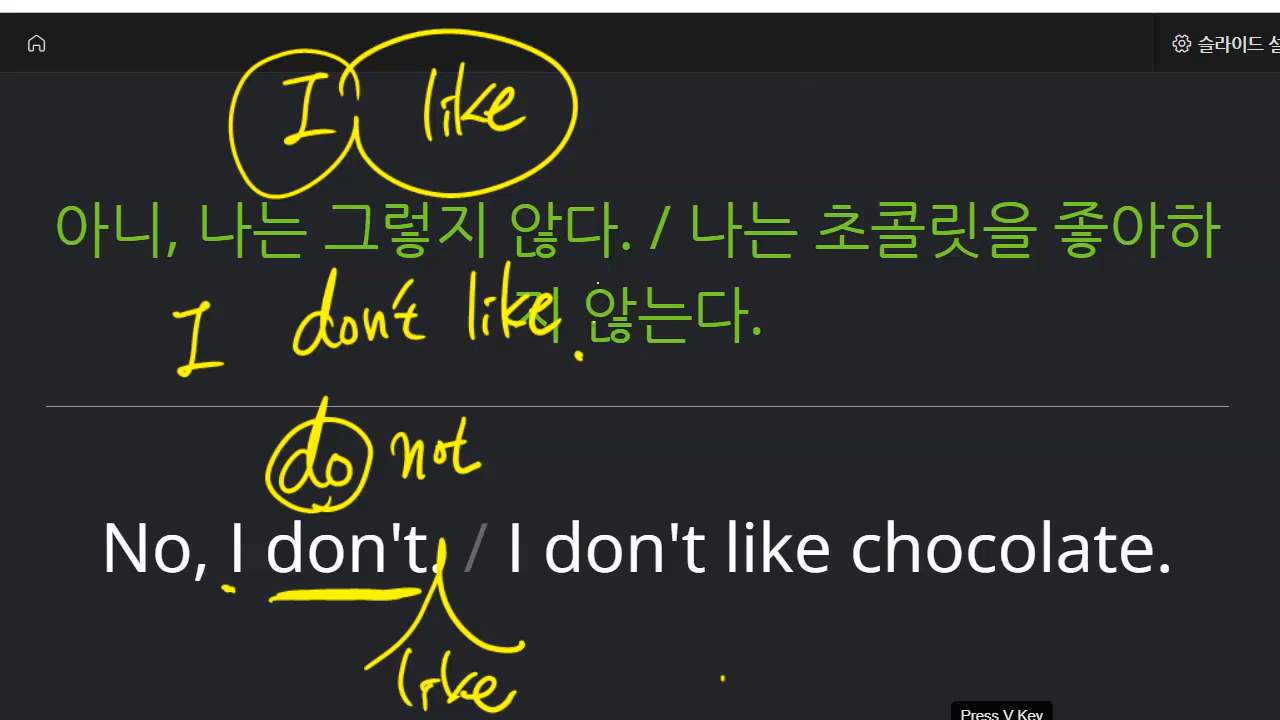 슬라이드 설
I like
아니, 나는 그렇지 않다. / 나는 초콜릿을 좋아하
지 않는다.
I don't like.
do not
No, I don't. / I don't like chocolate.
like
Press V Key